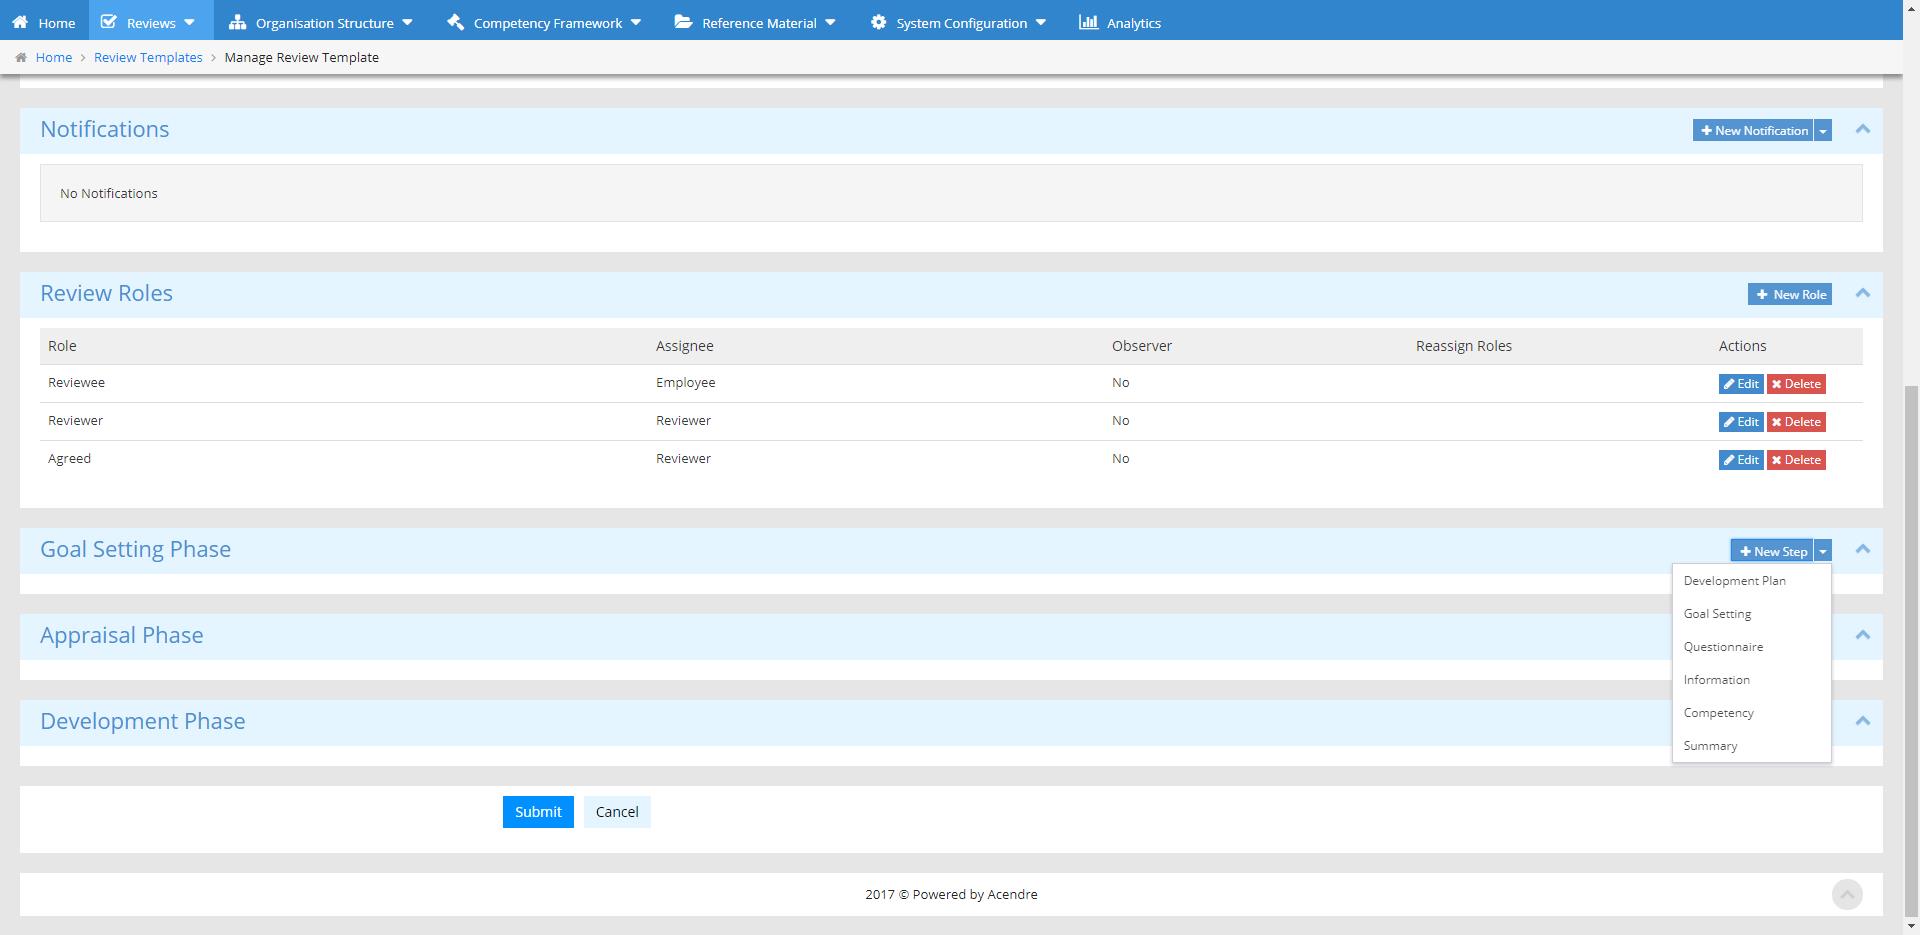 Home Reviews Organisation Structure Competency Framework Reference Material System Configuration Analytics
Home > Review Templates > Manage Review Template
Notifications New Notification
No Notifications
Review Roles New Role
Role Assignee Observer Reassign Roles Actions
Reviewee Employee No Edit Delete
Reviewer Reviewer No Edit Delete
Agreed Reviewer No Edit Delete
Goal Setting Phase New Step
Development Plan
Goal Setting
Appraisal Phase
Questionnaire
Information
Competency
Development Phase
Summary
Submit Cancel
2017 © Powered by Acendre